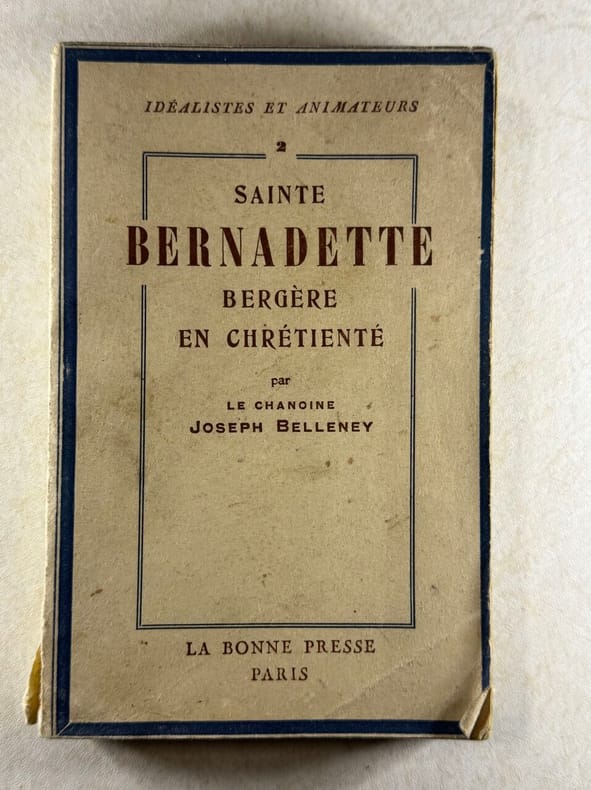 IDÉALISTES ET ANIMATEURS
2
SAINTE
BERNADETTE
BERGÈRE
EN CHRÉTIENTÉ
par
LE CHANOINE
JOSEPH BELLENEY
LA BONNE PRESSE
PARIS